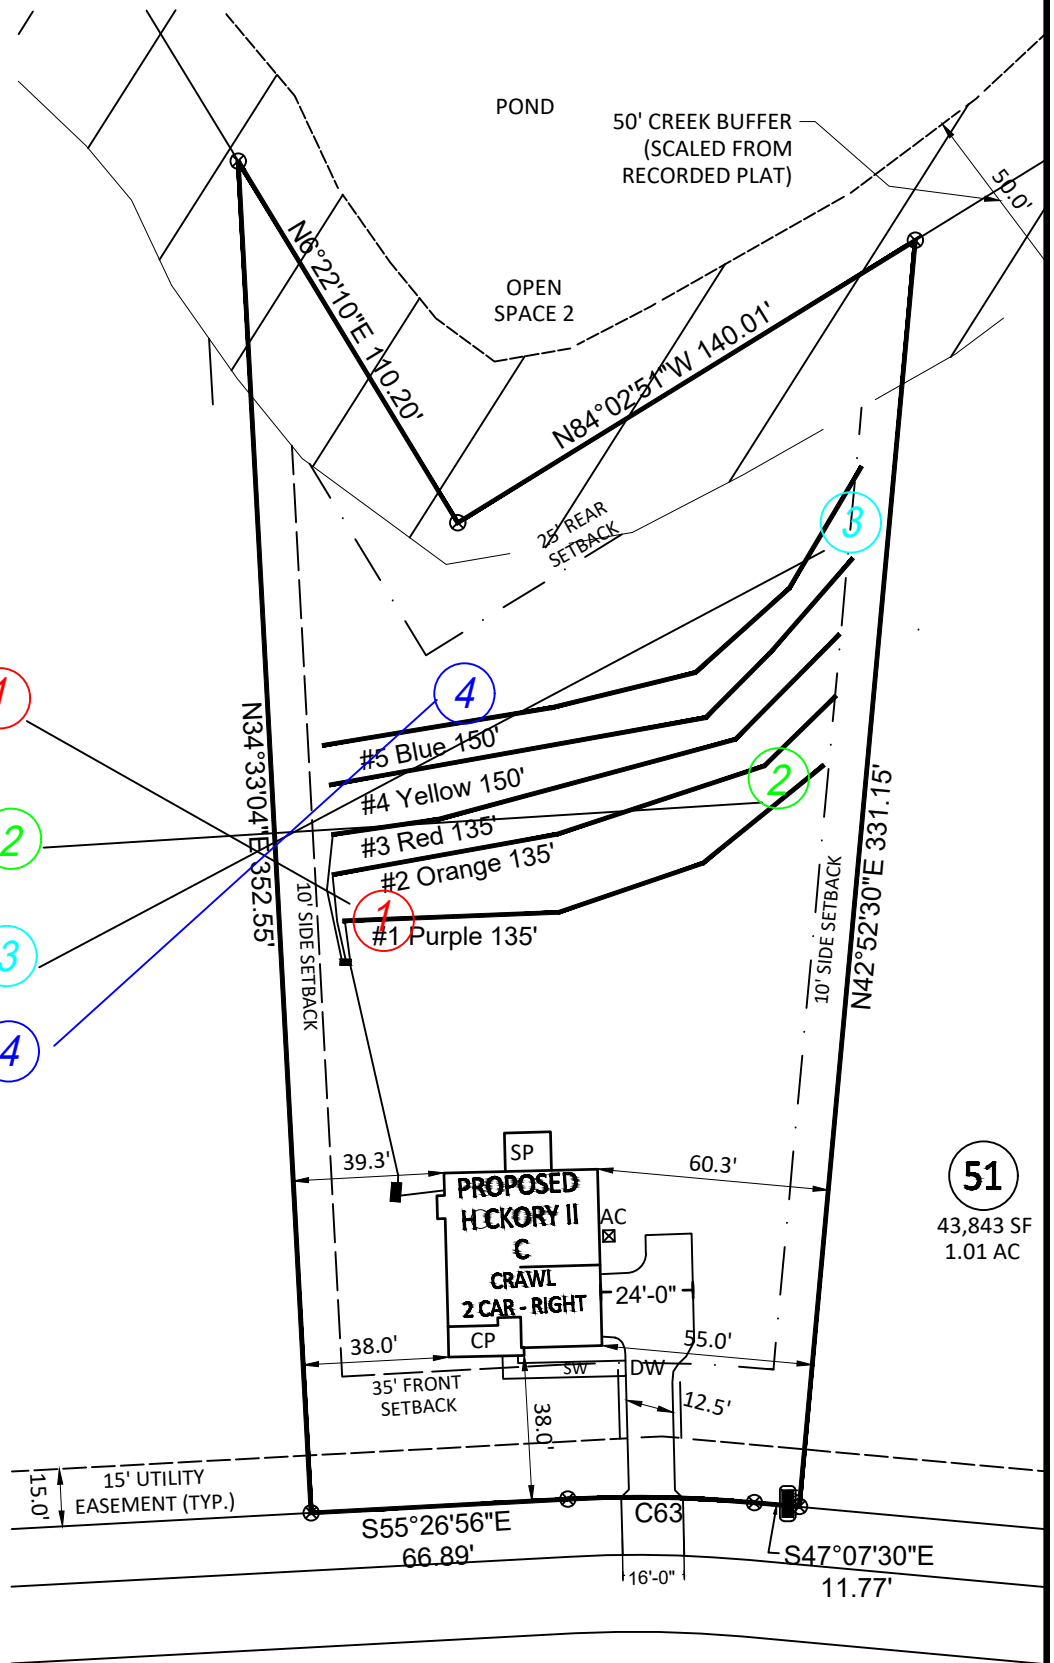 POND
50' CREEK BUFFER
(SCALED FROM
RECORDED PLAT)
50.0'
N6°22'10"E 110.20'
OPEN
SPACE 2
N84°02'51"W 140.01'
25' REAR
SETBACK
3
1
4
N34°33'04"E 352.55'
#5 Blue 150'
#4 Yellow 150'
2
2
#3 Red 135'
#2 Orange 135'
N42°52'30"E 331.15'
10' SIDE SETBACK
10' SIDE SETBACK
1
#1 Purple 135'
3
4
39.3'
SP
60.3'
51
43,843 SF
1.01 AC
PROPOSED
H CKORY II
C
CRAWL
2 CAR - RIGHT
AC
24'-0"
CP
38.0'
55.0'
SW
DW
35' FRONT
SETBACK
12.5'
38.0'
15.0'
15' UTILITY
EASEMENT (TYP.)
S55°26'56"E
66.89'
C63
S47°07'30"E
11.77'
16'-0"